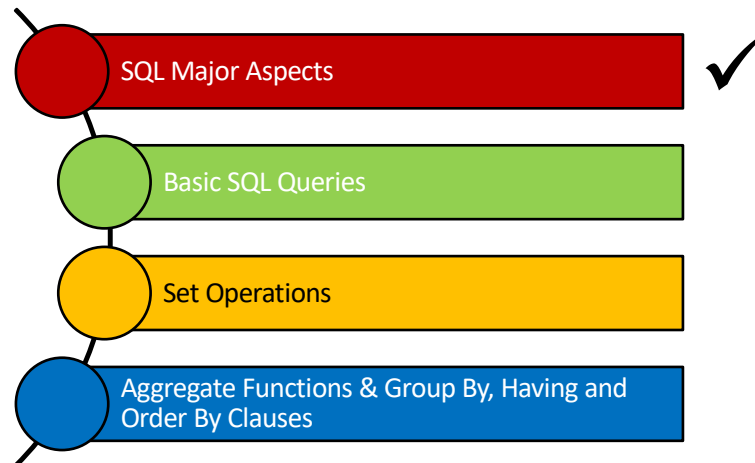 SQL Major Aspects
Basic SQL Queries
Set Operations
Aggregate Functions & Group By, Having and
Order By Clauses